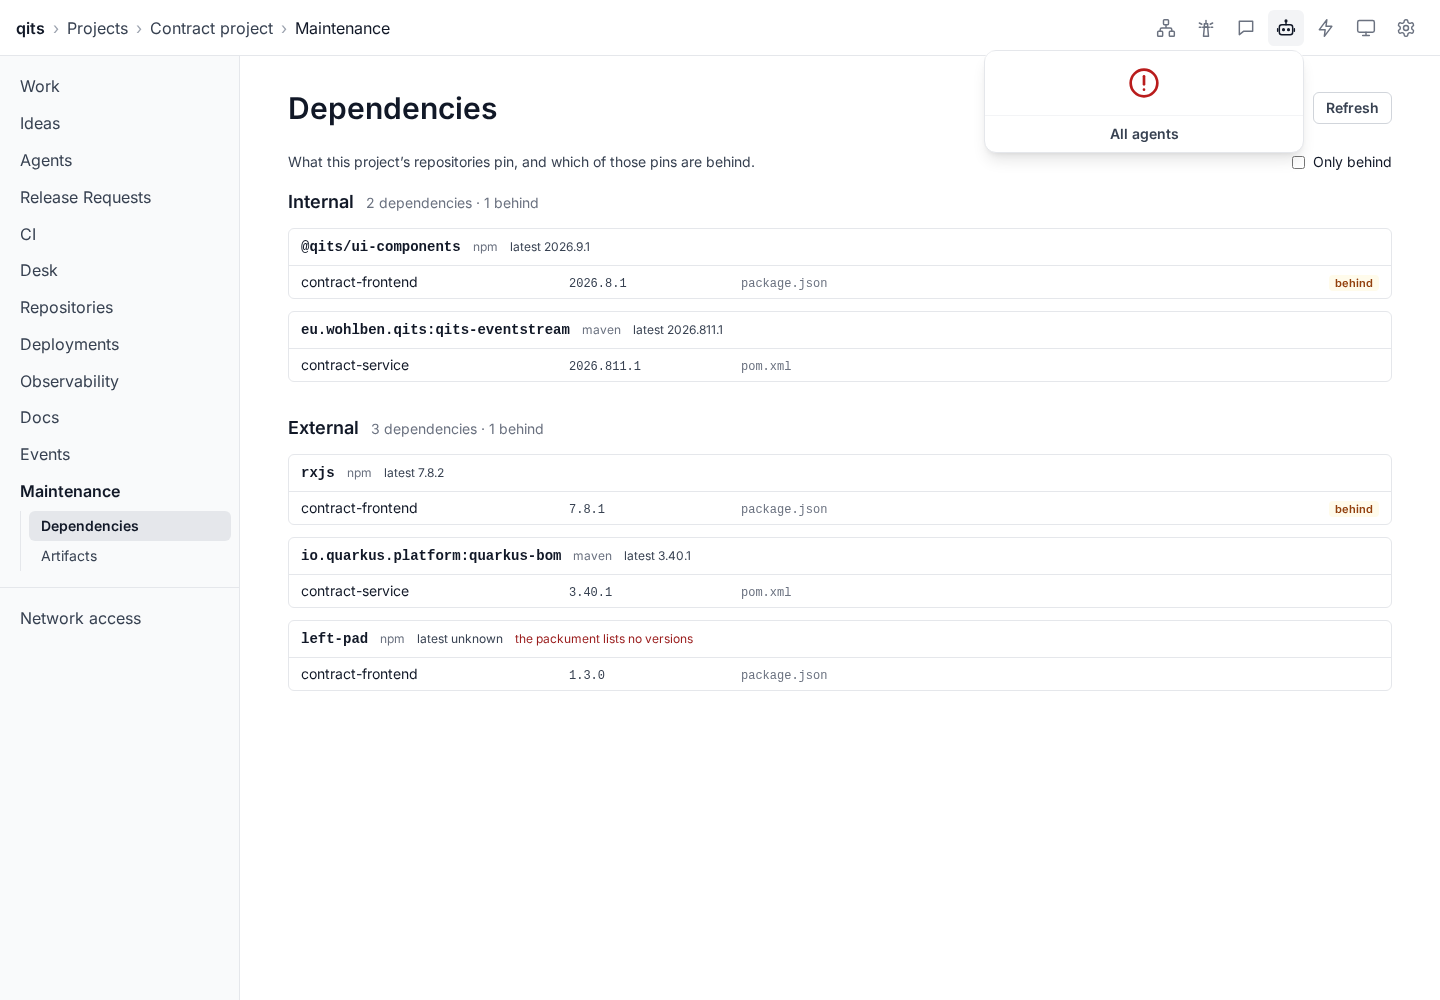 qits › Projects › Contract project › Maintenance
Work
Ideas
Agents
Release Requests
CI
Desk
Repositories
Deployments
Observability
Docs
Events
Maintenance
Dependencies
Artifacts
Network access
All agents
Dependencies
Refresh
What this project’s repositories pin, and which of those pins are behind.
Only behind
Internal 2 dependencies · 1 behind
@qits/ui-components npm latest 2026.9.1
contract-frontend 2026.8.1 package.json behind
eu.wohlben.qits:qits-eventstream maven latest 2026.811.1
contract-service 2026.811.1 pom.xml
External 3 dependencies · 1 behind
rxjs npm latest 7.8.2
contract-frontend 7.8.1 package.json behind
io.quarkus.platform:quarkus-bom maven latest 3.40.1
contract-service 3.40.1 pom.xml
left-pad npm latest unknown the packument lists no versions
contract-frontend 1.3.0 package.json